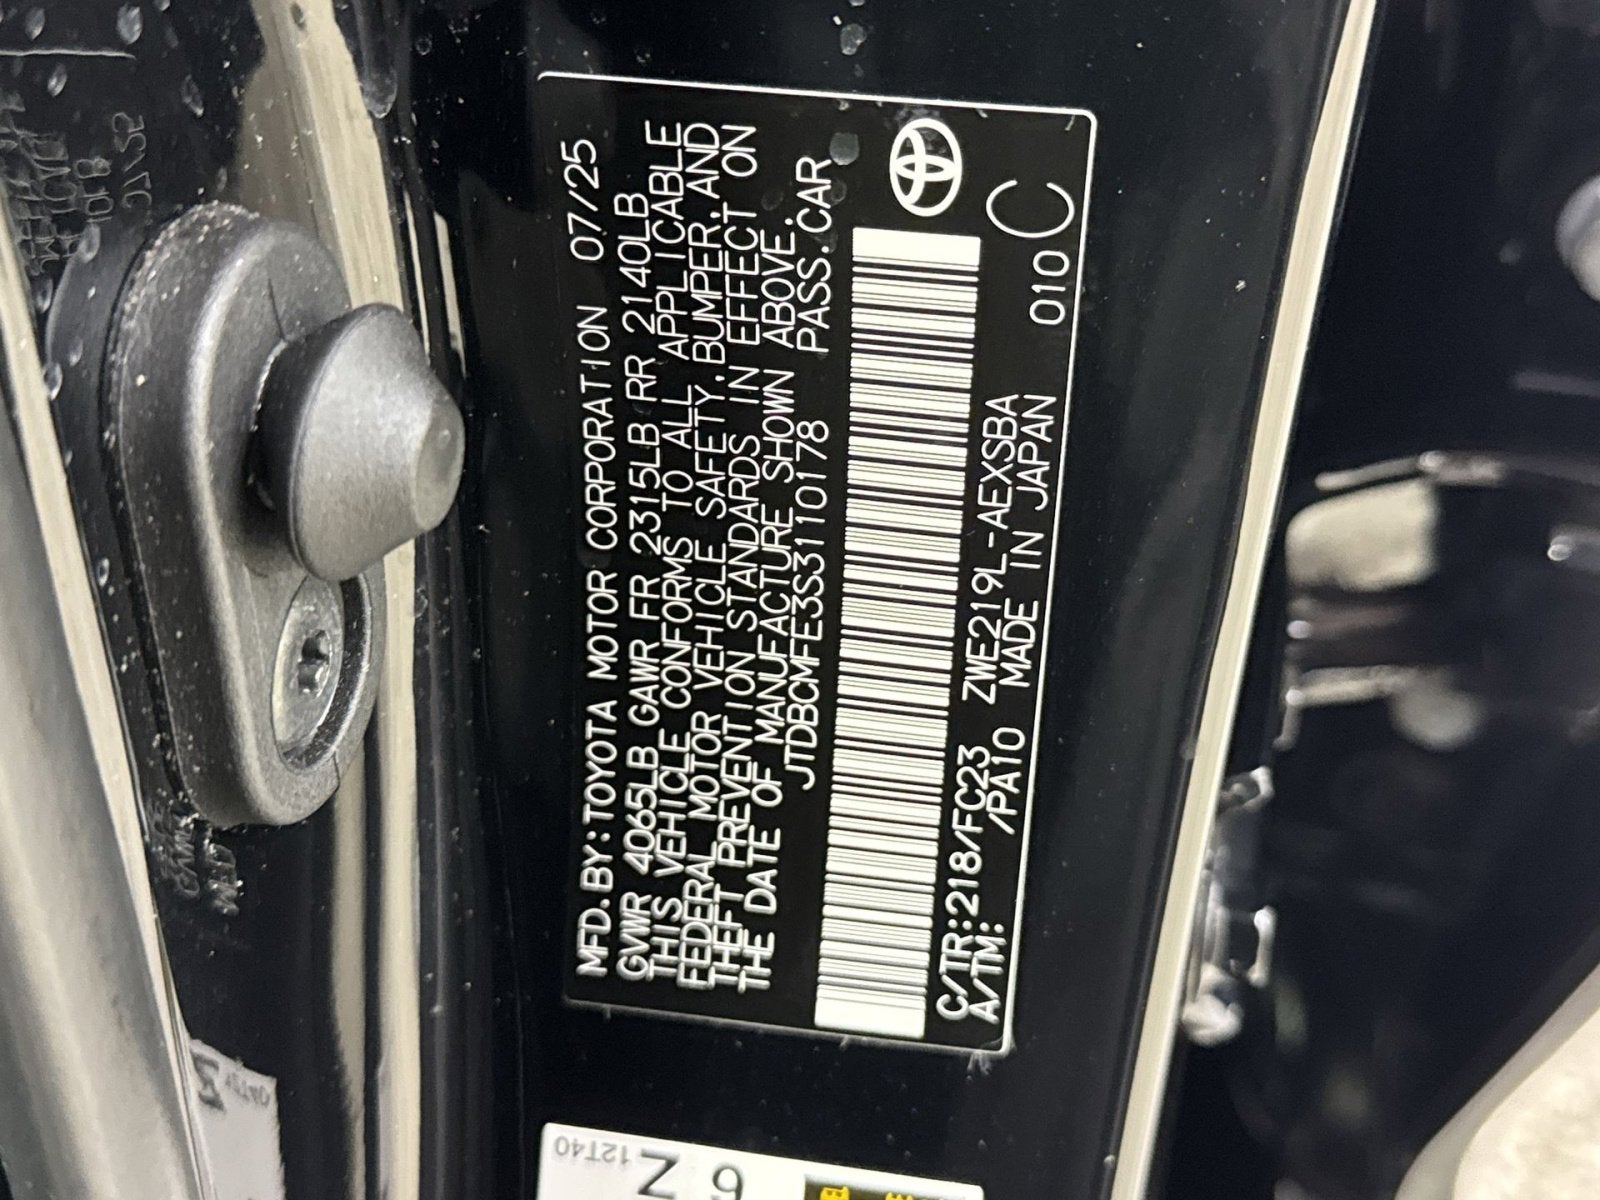 MFD.BY:TOYOTA MOTOR CORPORATION 07/25
GVWR 4065LB GAWR FR 2315LB RR 2140LB
THIS VEHICLE CONFORMS TO ALL APPLICABLE
FEDERAL MOTOR VEHICLE SAFETY,BUMPER,AND
THEFT PREVENTION STANDARDS IN EFFECT ON
THE DATE OF MANUFACTURE SHOWN ABOVE.
JTDBCMFE3S3110178 PASS.CAR
C/TR:218/FC23 ZWE219L-AEXSBA
A/TM: /PA10 MADE IN JAPAN 010 C
12T40
Z 6